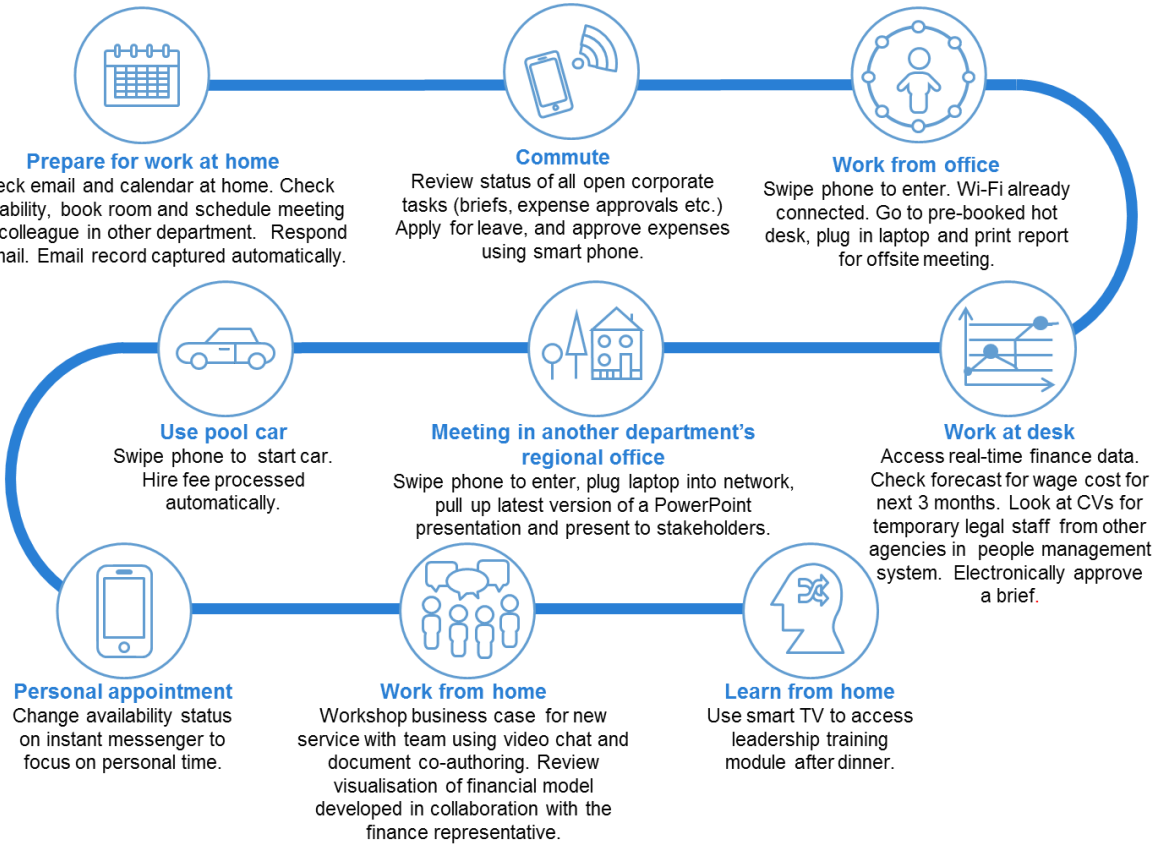 Prepare for work at home
eck email and calendar at home. Check
ability, book room and schedule meeting
colleague in other department. Respond
nail. Email record captured automatically.
Commute
Review status of all open corporate
tasks (briefs, expense approvals etc.)
Apply for leave, and approve expenses
using smart phone.
Work from office
Swipe phone to enter. Wi-Fi already
connected. Go to pre-booked hot
desk, plug in laptop and print report
for offsite meeting.
Work at desk
Access real-time finance data.
Check forecast for wage cost for
next 3 months. Look at CVs for
temporary legal staff from other
agencies in people management
system. Electronically approve
a brief.
Meeting in another department’s
regional office
Swipe phone to enter, plug laptop into network,
pull up latest version of a PowerPoint
presentation and present to stakeholders.
Use pool car
Swipe phone to start car.
Hire fee processed
automatically.
Personal appointment
Change availability status
on instant messenger to
focus on personal time.
Work from home
Workshop business case for new
service with team using video chat and
document co-authoring. Review
visualisation of financial model
developed in collaboration with the
finance representative.
Learn from home
Use smart TV to access
leadership training
module after dinner.